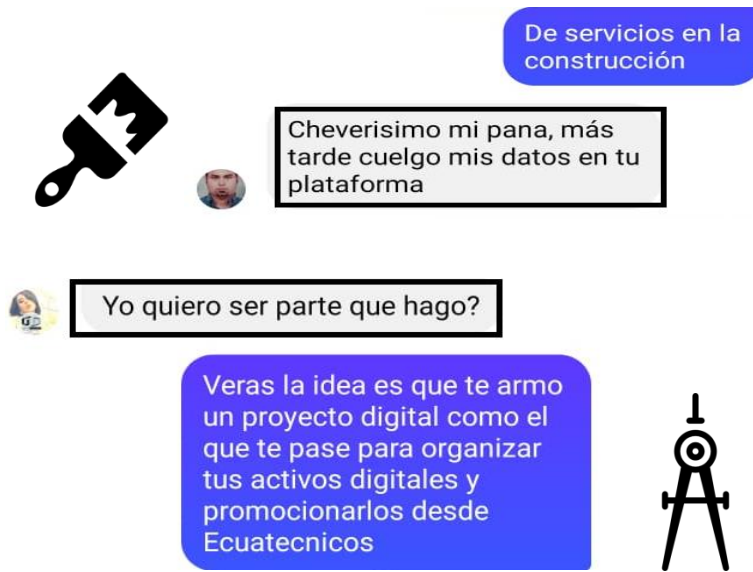 De servicios en la
construcción
Cheverisimo mi pana, más
tarde cuelgo mis datos en tu
plataforma
Yo quiero ser parte que hago?
Veras la idea es que te armo
un proyecto digital como el
que te pase para organizar
tus activos digitales y
promocionarlos desde
Ecuatecnicos